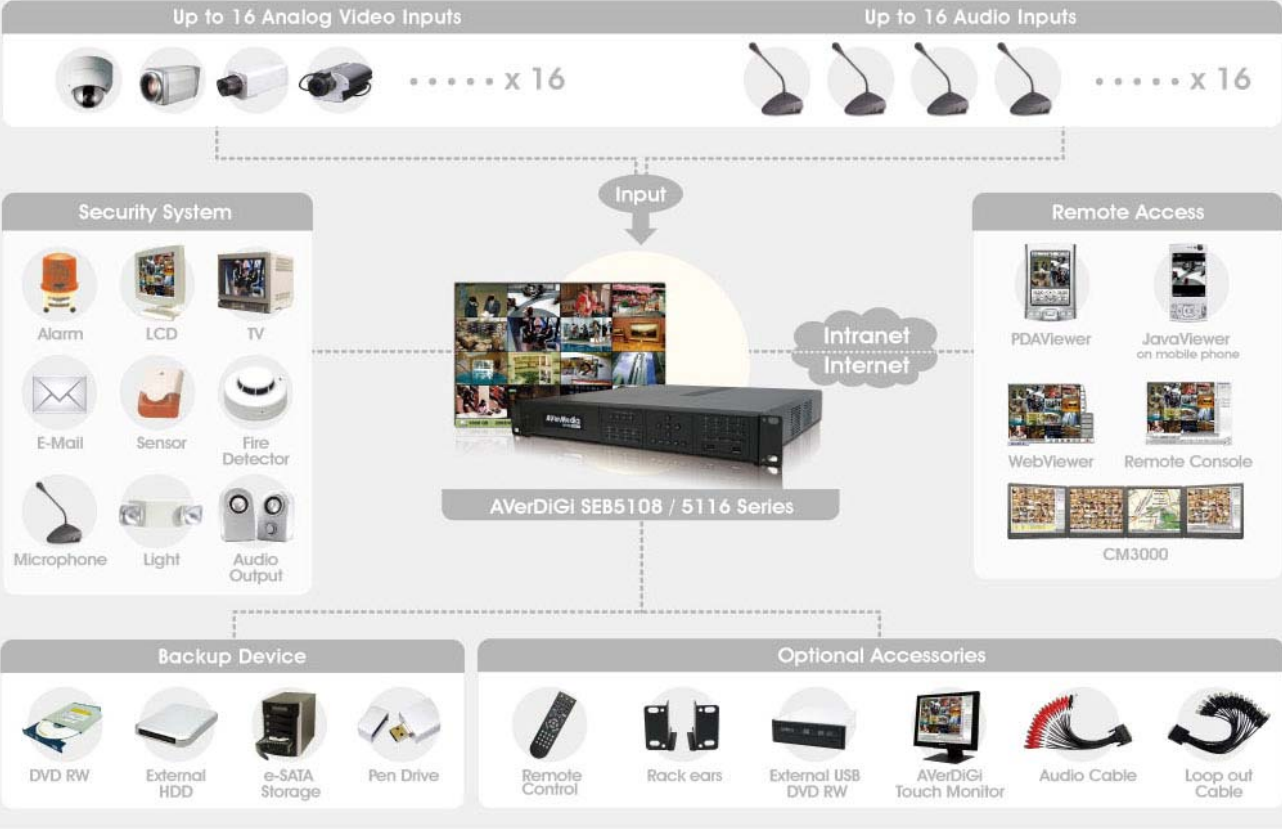 Up to 16 Analog Video Inputs
Up to 16 Audio Inputs
x 16
x 16
Input
Security System
Alarm
LCD
TV
E-Mail
Sensor
Fire
Detector
Microphone
Light
Audio
Output
AVerMedia
AVerDiGi SEB5108 / 5116 Series
Intranet
Internet
Remote Access
PDAViewer
JavaViewer
on mobile phone
WebViewer
Remote Console
CM3000
Backup Device
DVD RW
External
HDD
e-SATA
Storage
Pen Drive
Optional Accessories
Remote
Control
Rack ears
External USB
DVD RW
AVerDiGi
Touch Monitor
Audio Cable
Loop out
Cable